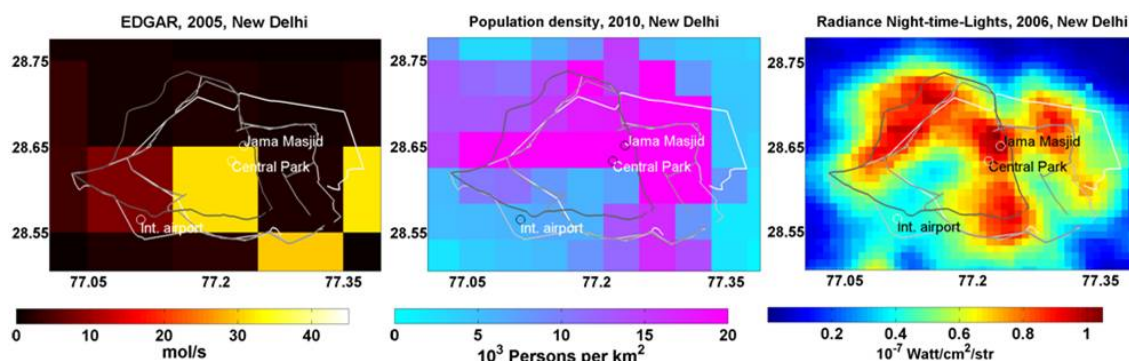 EDGAR, 2005, New Delhi
28.75
28.65
28.55
77.05 77.2 77.35
Jama Masjid
Central Park
Int. airport
0 10 20 30 40
mol/s
Population density, 2010, New Delhi
28.75
28.65
28.55
77.05 77.2 77.35
Jama Masjid
Central Park
Int. airport
0 5 10 15 20
10³ Persons per km²
Radiance Night-time-Lights, 2006, New Delhi
28.75
28.65
28.55
77.05 77.2 77.35
Jama Masjid
Central Park
Int. airport
0.2 0.4 0.6 0.8 1
10⁻⁷ Watt/cm²/str